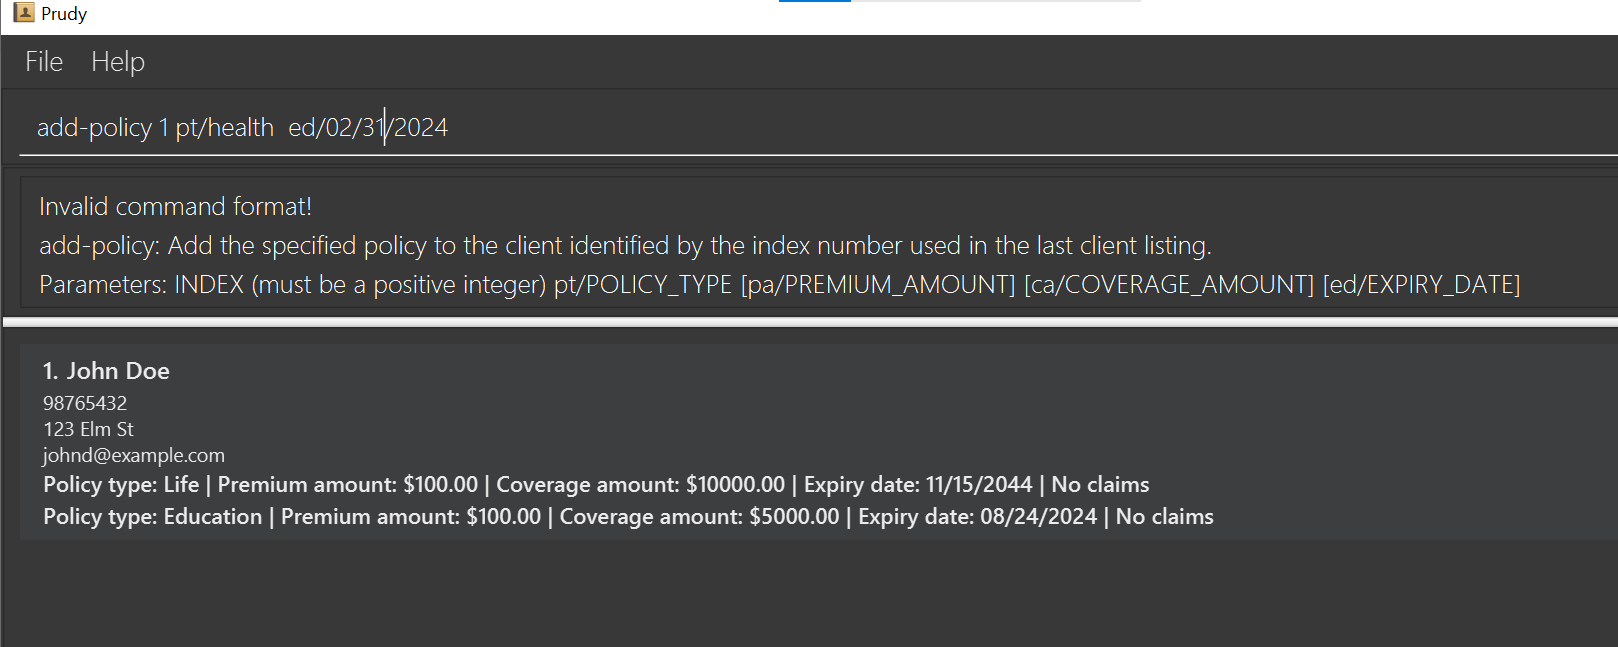 Prudy
File Help
add-policy 1 pt/health  ed/02/31/2024
Invalid command format!
add-policy: Add the specified policy to the client identified by the index number used in the last client listing.
Parameters: INDEX (must be a positive integer) pt/POLICY_TYPE [pa/PREMIUM_AMOUNT] [ca/COVERAGE_AMOUNT] [ed/EXPIRY_DATE]
1. John Doe
98765432
123 Elm St
johnd@example.com
Policy type: Life | Premium amount: $100.00 | Coverage amount: $10000.00 | Expiry date: 11/15/2044 | No claims
Policy type: Education | Premium amount: $100.00 | Coverage amount: $5000.00 | Expiry date: 08/24/2024 | No claims